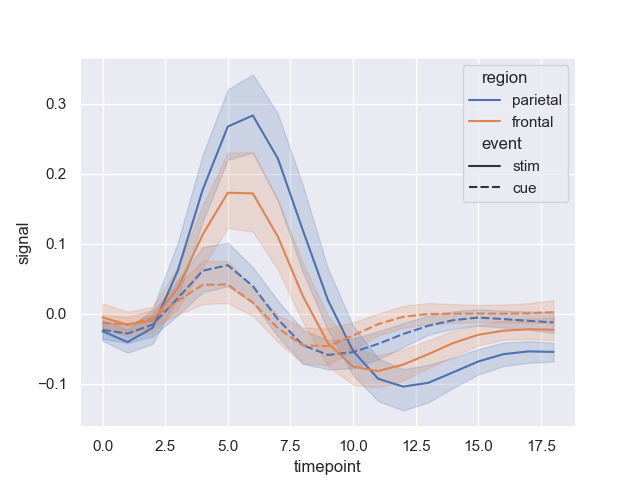 region
parietal
frontal
event
stim
cue
0.3
0.2
0.1
0.0
−0.1
signal
0.0 2.5 5.0 7.5 10.0 12.5 15.0 17.5
timepoint